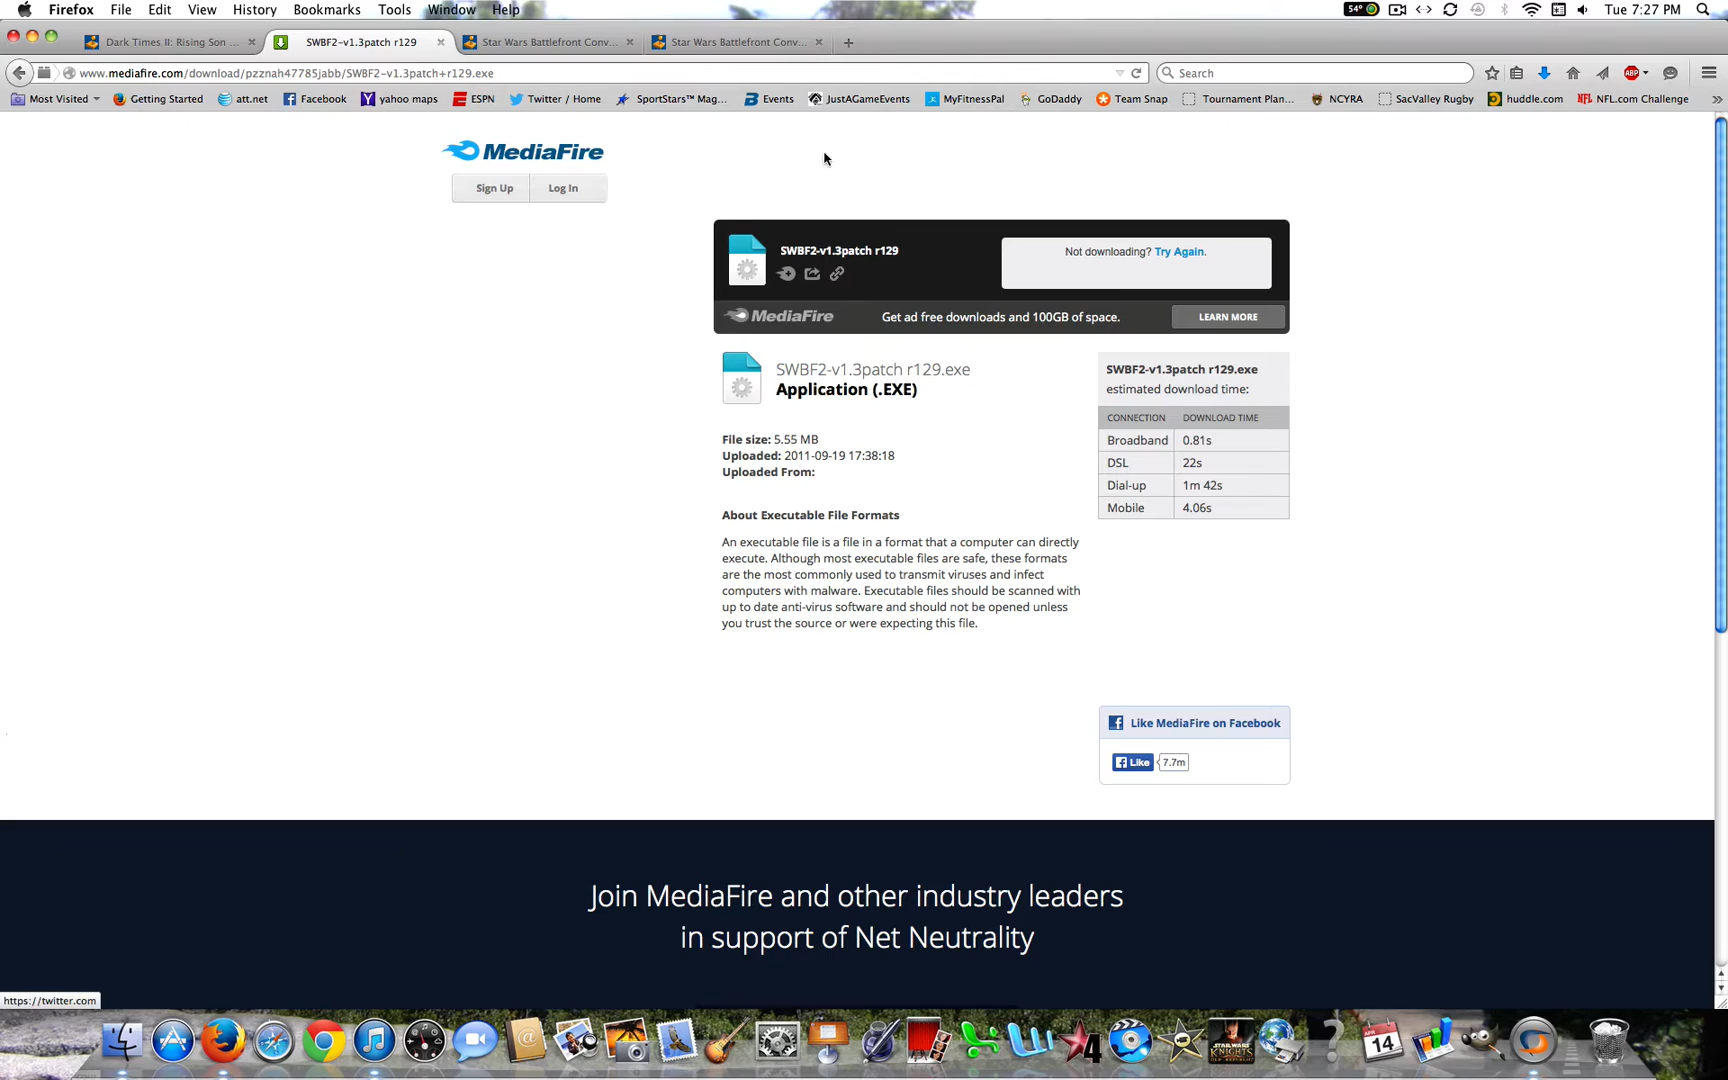 Firefox File Edit View History Bookmarks Tools Window Help 54° Tue 7:27 PM
Dark Times II: Rising Son ... SWBF2-v1.3patch r129 Star Wars Battlefront Conv... Star Wars Battlefront Conv...
www.mediafire.com/download/pzznah47785jabb/SWBF2-v1.3patch+r129.exe Search ABP
Most Visited Getting Started att.net Facebook yahoo maps ESPN Twitter / Home SportStars™ Mag... Events JustAGameEvents MyFitnessPal GoDaddy Team Snap Tournament Plan... NCYRA SacValley Rugby huddle.com NFL.com Challenge
MediaFire
Sign Up Log In
SWBF2-v1.3patch r129
Not downloading? Try Again.
MediaFire Get ad free downloads and 100GB of space. LEARN MORE
SWBF2-v1.3patch r129.exe
Application (.EXE)
File size: 5.55 MB
Uploaded: 2011-09-19 17:38:18
Uploaded From:
About Executable File Formats
An executable file is a file in a format that a computer can directly
execute. Although most executable files are safe, these formats
are the most commonly used to transmit viruses and infect
computers with malware. Executable files should be scanned with
up to date anti-virus software and should not be opened unless
you trust the source or were expecting this file.
SWBF2-v1.3patch r129.exe
estimated download time:
CONNECTION DOWNLOAD TIME
Broadband 0.81s
DSL 22s
Dial-up 1m 42s
Mobile 4.06s
Like MediaFire on Facebook
Like 7.7m
Join MediaFire and other industry leaders
in support of Net Neutrality
https://twitter.com
4
STAR WARS
KNIGHTS
APR
14